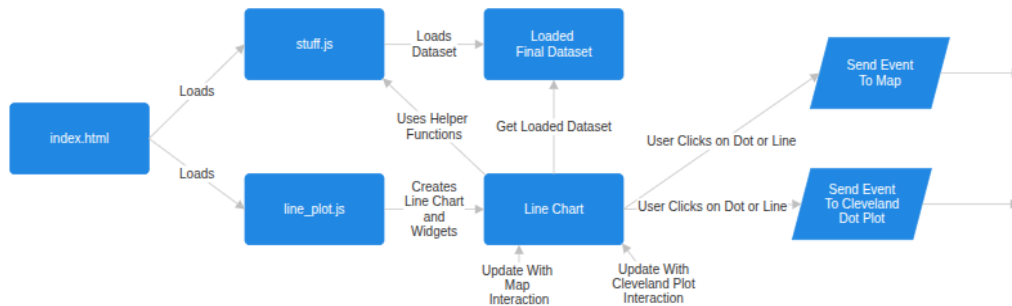 stuff.js
Loads
Dataset
Loaded
Final Dataset
Send Event
To Map
Loads
Uses Helper
Functions
Get Loaded Dataset
index.html
User Clicks on Dot or Line
Loads
line_plot.js
Creates
Line Chart
and
Widgets
Line Chart
User Clicks on Dot or Line
Send Event
To Cleveland
Dot Plot
Update With
Map
Interaction
Update With
Cleveland Plot
Interaction